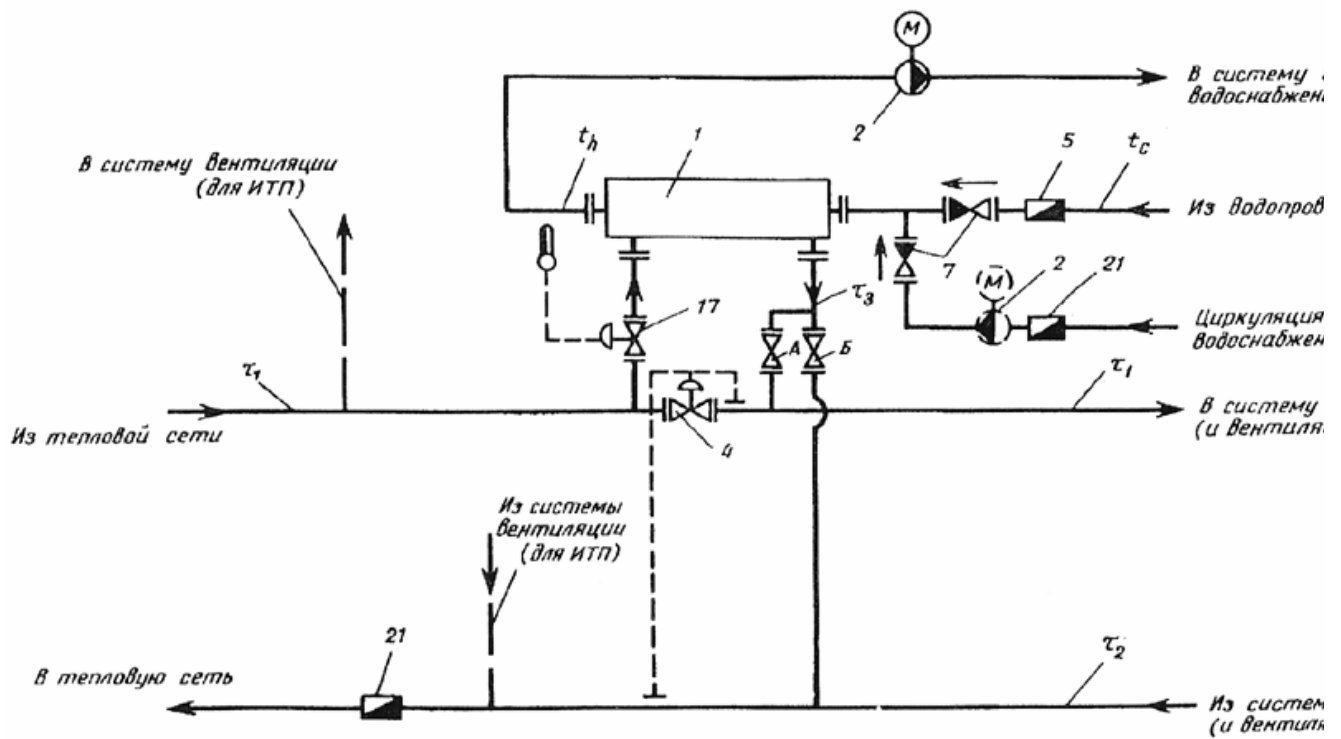 М
В систему
водоснабжен
2
1
t_h
5
t_c
В систему вентиляции
(для ИТП)
Из водопров
7
(М)
2
21
τ_3
17
Циркуляция
водоснабжен
А
Б
τ_1
τ_1
Из тепловой сети
4
В систему
(и вентиля
Из системы
вентиляции
(для ИТП)
21
τ_2
В тепловую сеть
Из систем
(и вентиля